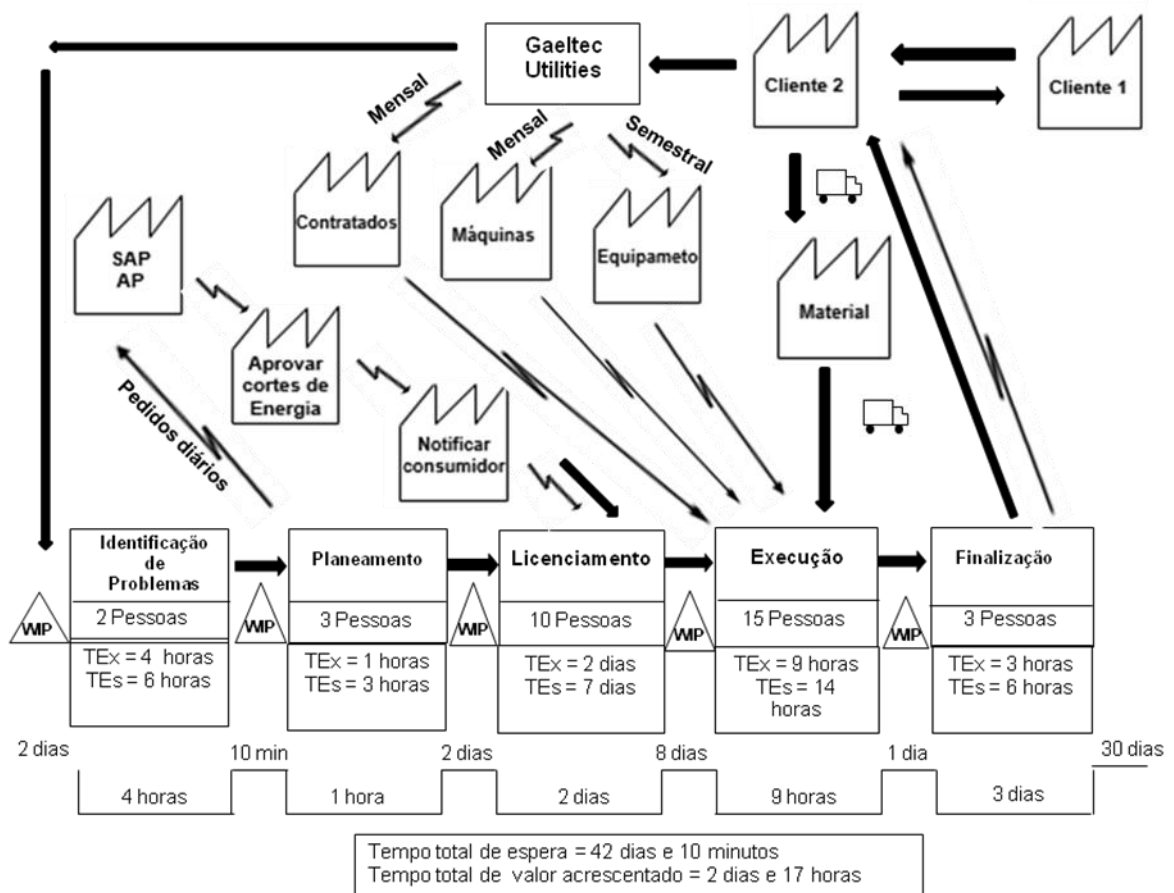 Gaeltec
Utilities
Cliente 2
Cliente 1
Mensal
Mensal
Semestral
Contratados
Máquinas
Equipameto
SAP
AP
Material
Aprovar
cortes de
Energia
Pedidos diários
Notificar
consumidor
Identificação
de
Problemas
Planeamento
Licenciamento
Execução
Finalização
WIP
2 Pessoas
WIP
3 Pessoas
WIP
10 Pessoas
WIP
15 Pessoas
WIP
3 Pessoas
TEx = 4 horas
TEs = 6 horas
TEx = 1 horas
TEs = 3 horas
TEx = 2 dias
TEs = 7 dias
TEx = 9 horas
TEs = 14
horas
TEx = 3 horas
TEs = 6 horas
2 dias
10 min
2 dias
8 dias
1 dia
30 dias
4 horas
1 hora
2 dias
9 horas
3 dias
Tempo total de espera = 42 dias e 10 minutos
Tempo total de valor acrescentado = 2 dias e 17 horas